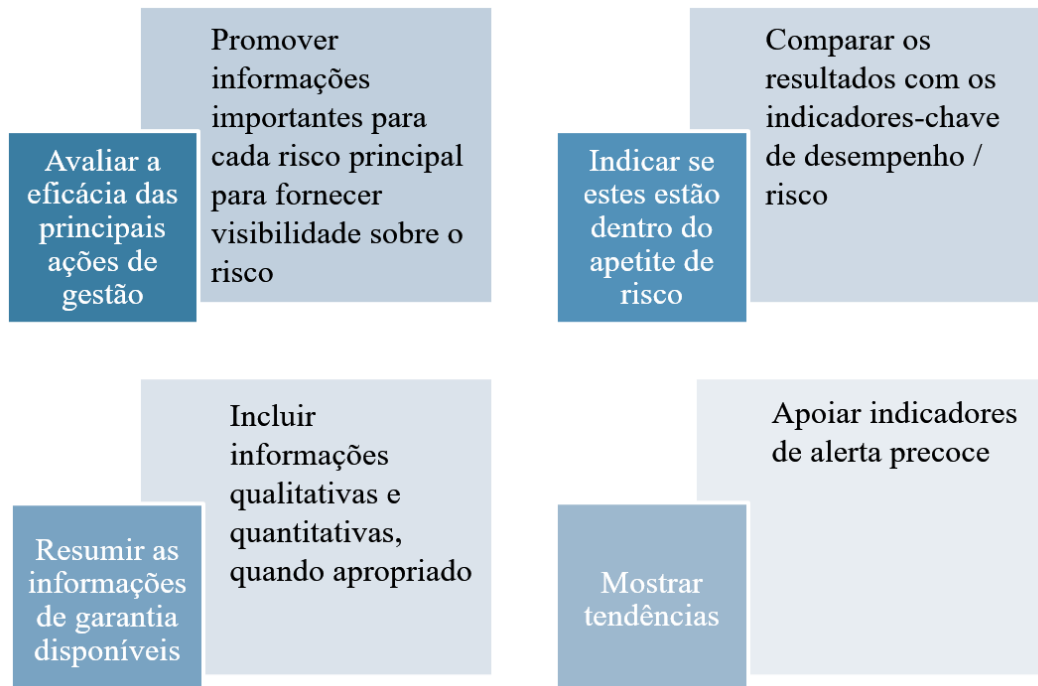 Promover
informações
importantes para
cada risco principal
para fornecer
visibilidade sobre o
risco
Avaliar a
eficácia das
principais
ações de
gestão
Comparar os
resultados com os
indicadores-chave
de desempenho /
risco
Indicar se
estes estão
dentro do
apetite de
risco
Incluir
informações
qualitativas e
quantitativas,
quando apropriado
Resumir as
informações
de garantia
disponíveis
Apoiar indicadores
de alerta precoce
Mostrar
tendências